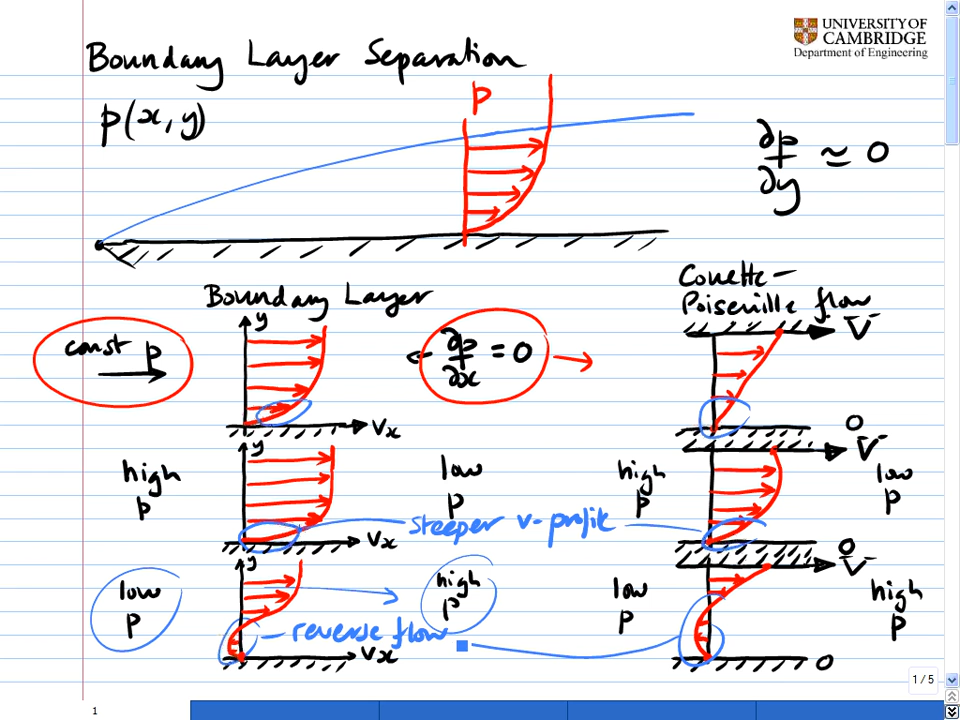 UNIVERSITY OF
CAMBRIDGE
Department of Engineering
Boundary Layer Separation
p(x, y)
p
∂p/∂y ≃ 0
Boundary Layer
Couette-
Poiseuille flow
const p
y
Vx
← ∂p/∂x = 0 →
V
0
high
p
y
Vx
low
p
high
p
V
0
low
p
steeper v-profile
low
p
y
Vx
high
p
reverse flow
low
p
V
0
high
p
1 / 5
1